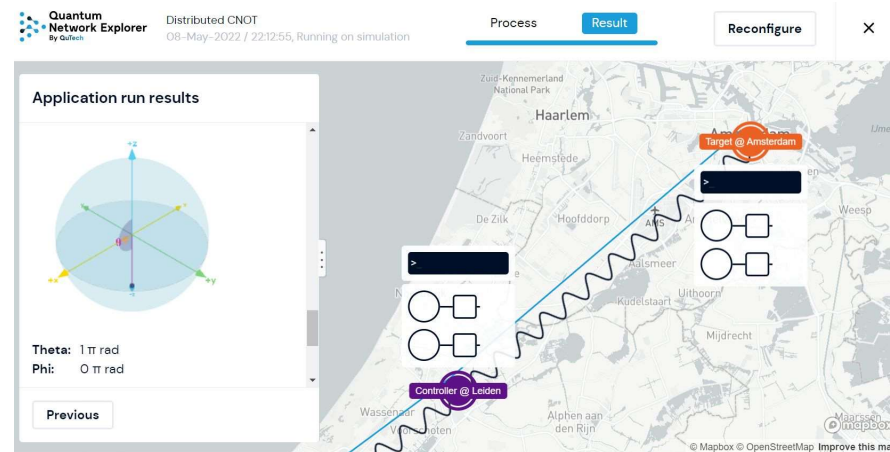 Quantum
Network Explorer
By QuTech
Distributed CNOT
08-May-2022 / 22:12:55, Running on simulation
Process
Result
Reconfigure
Application run results
+z
+x
+y
θ
Theta: 1 π rad
Phi: 0 π rad
Previous
Zuid-Kennemerland
National Park
Haarlem
Zandvoort
Heemstede
Target @ Amsterdam
>_
De Zilk
Hoofddorp
AMS
Weesp
>_
Aalsmeer
Uithoorn
Kudelstaart
Mijdrecht
Controller @ Leiden
Wassenaar
Voorschoten
Alphen aan
den Rijn
Maarssen
mapbox
© Mapbox © OpenStreetMap Improve this ma